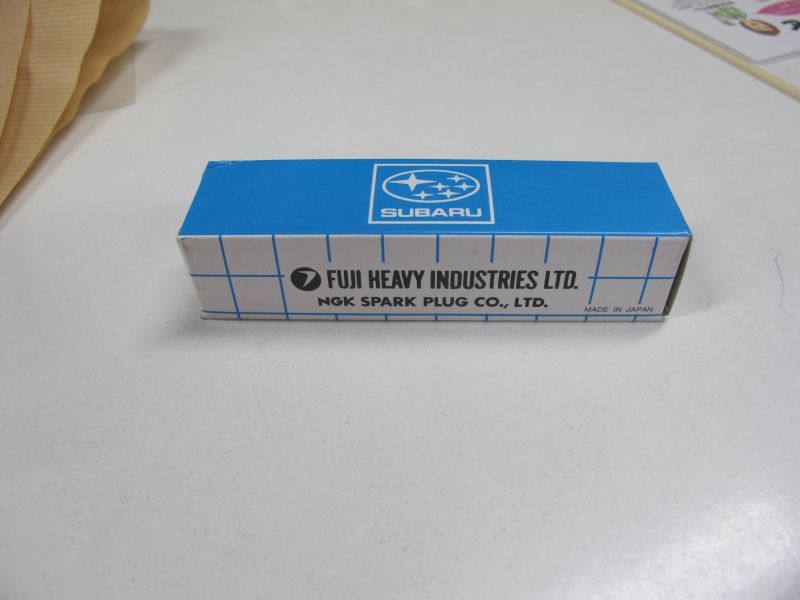 SUBARU
FUJI HEAVY INDUSTRIES LTD.
NGK SPARK PLUG CO., LTD.
MADE IN JAPAN